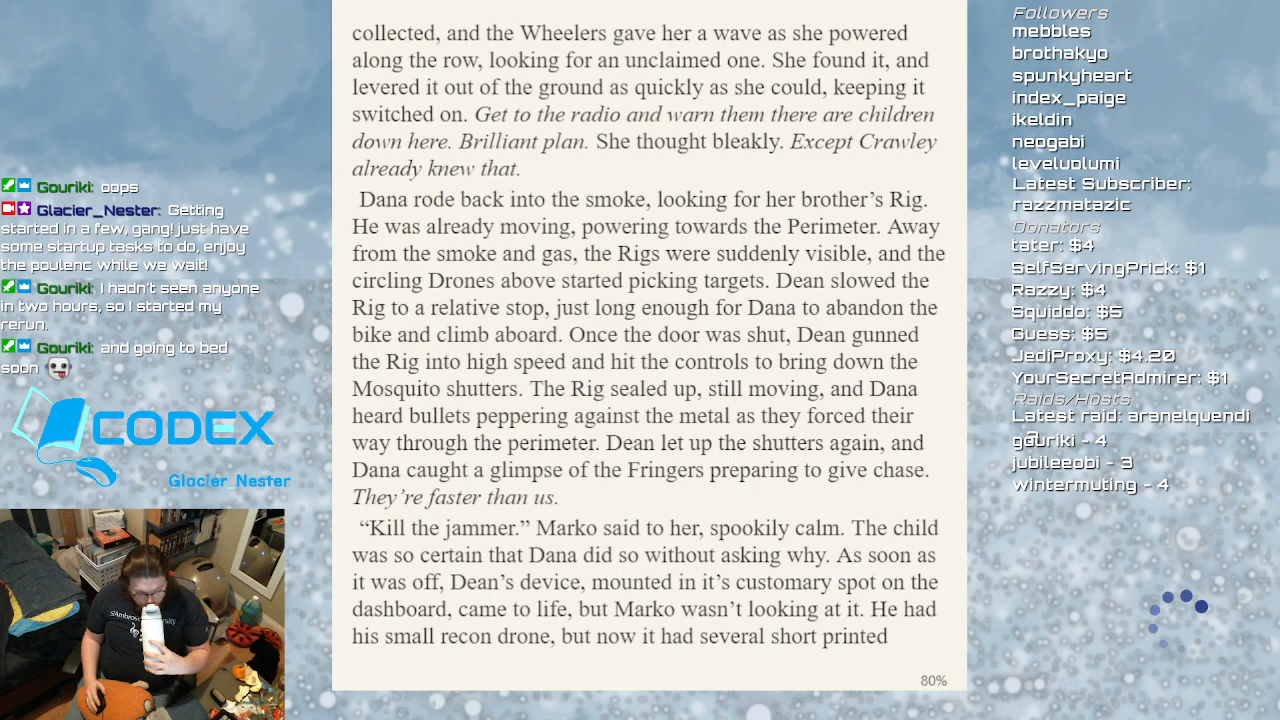 Gouriki: oops
Glacier_Nester: Getting
started in a few, gang! just have
some startup tasks to do, enjoy
the poulenc while we wait!
Gouriki: I hadn't seen anyone
in two hours, so I started my
rerun.
Gouriki: and going to bed
soon
CODEX
Glacier_Nester
collected, and the Wheelers gave her a wave as she powered
along the row, looking for an unclaimed one. She found it, and
levered it out of the ground as quickly as she could, keeping it
switched on. Get to the radio and warn them there are children
down here. Brilliant plan. She thought bleakly. Except Crawley
already knew that.
Dana rode back into the smoke, looking for her brother’s Rig.
He was already moving, powering towards the Perimeter. Away
from the smoke and gas, the Rigs were suddenly visible, and the
circling Drones above started picking targets. Dean slowed the
Rig to a relative stop, just long enough for Dana to abandon the
bike and climb aboard. Once the door was shut, Dean gunned
the Rig into high speed and hit the controls to bring down the
Mosquito shutters. The Rig sealed up, still moving, and Dana
heard bullets peppering against the metal as they forced their
way through the perimeter. Dean let up the shutters again, and
Dana caught a glimpse of the Fringers preparing to give chase.
They’re faster than us.
“Kill the jammer.” Marko said to her, spookily calm. The child
was so certain that Dana did so without asking why. As soon as
it was off, Dean’s device, mounted in it’s customary spot on the
dashboard, came to life, but Marko wasn’t looking at it. He had
his small recon drone, but now it had several short printed
80%
Followers
mebbles
brothakyo
spunkyheart
index_paige
ikeldin
neogabi
leveluplumi
Latest Subscriber:
razzmatazic
Donators
tater: $4
SelfServingPrick: $1
Razzy: $4
Squiddo: $5
Guess: $5
JediProxy: $4.20
YourSecretAdmirer: $1
Raids/Hosts
Latest raid: aranelquendi
gouriki - 4
jubileeobi - 3
wintermuting - 4